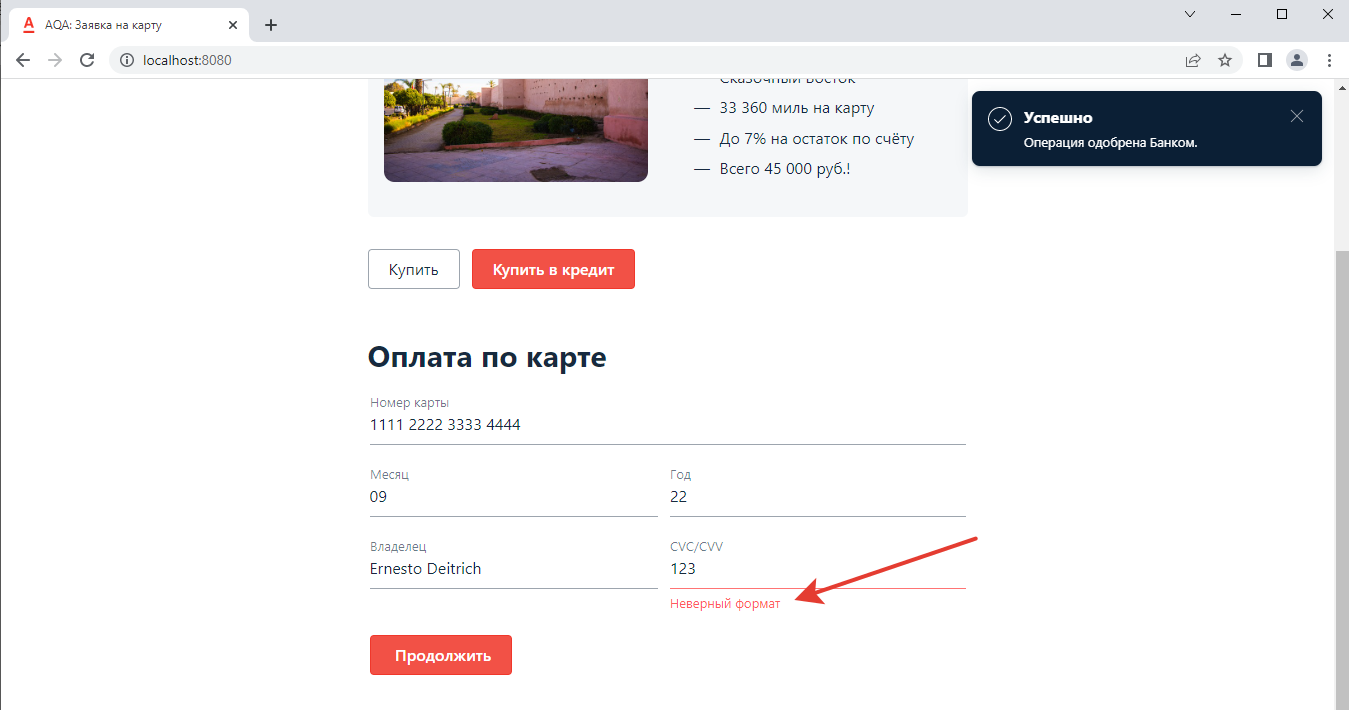 AQA: Заявка на карту
localhost:8080
Сказочный Восток
— 33 360 миль на карту
— До 7% на остаток по счёту
— Всего 45 000 руб.!
Успешно
Операция одобрена Банком.
Купить Купить в кредит
Оплата по карте
Номер карты
1111 2222 3333 4444
Месяц Год
09 22
Владелец CVC/CVV
Ernesto Deitrich 123
Неверный формат
Продолжить